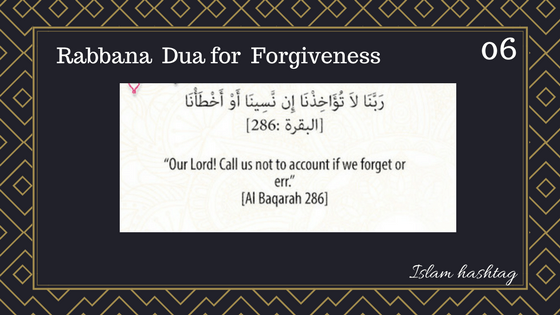 Rabbana Dua for Forgiveness
06
رَبَّنَا لاَ تُؤَاخِذْنَا إِن نَّسِينَا أَوْ أَخْطَأْنَا
[البقرة :286]
“Our Lord! Call us not to account if we forget or
err.”
[Al Baqarah 286]
Islam hashtag